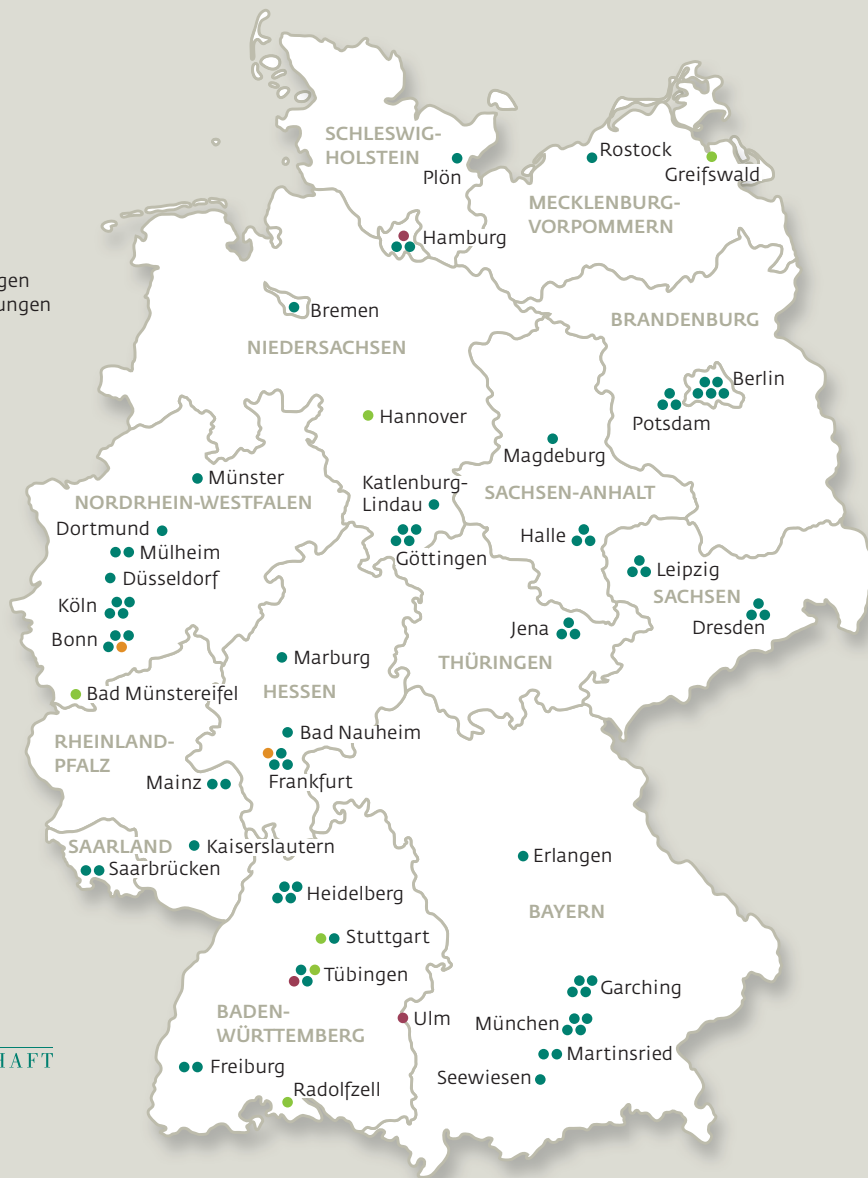 SCHLESWIG-
HOLSTEIN
Plön
Rostock
Greifswald
MECKLENBURG-
VORPOMMERN
Hamburg
gen
ungen
Bremen
NIEDERSACHSEN
BRANDENBURG
Berlin
Potsdam
Hannover
Magdeburg
Münster
NORDRHEIN-WESTFALEN
Katlenburg-
Lindau
SACHSEN-ANHALT
Dortmund
Mülheim
Göttingen
Halle
Düsseldorf
Leipzig
SACHSEN
Köln
Bonn
Jena
Dresden
Marburg
THÜRINGEN
HESSEN
Bad Münstereifel
Bad Nauheim
RHEINLAND-
PFALZ
Mainz
Frankfurt
SAARLAND
Kaiserslautern
Saarbrücken
Erlangen
Heidelberg
BAYERN
Stuttgart
Tübingen
Garching
BADEN-
WÜRTTEMBERG
Ulm
München
HAFT
Martinsried
Freiburg
Seewiesen
Radolfzell